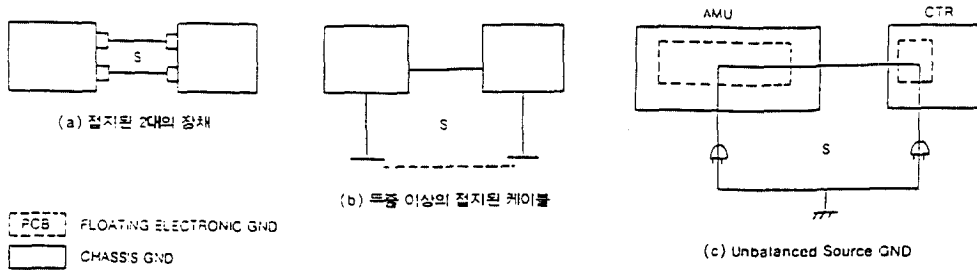 AMU
CTR
S
S
S
(a) 접지된 2대의 장채
(b) 두줄 이상의 접지된 케이블
(c) Unbalanced Source GND
PCB FLOATING ELECTRONIC GND
CHASS'S GND